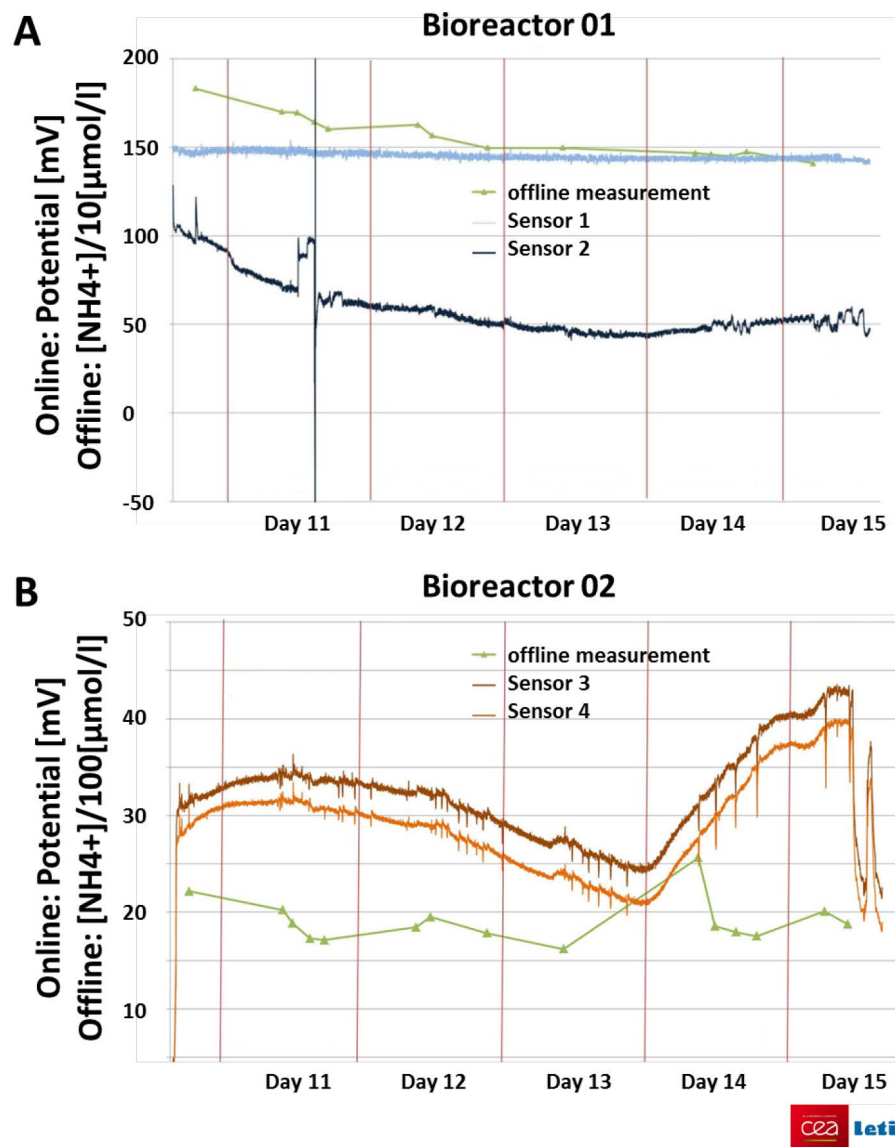 A
Bioreactor 01
Online: Potential [mV]
Offline: [NH4+]/10[µmol/l]
200
150
100
50
0
-50
offline measurement
Sensor 1
Sensor 2
Day 11
Day 12
Day 13
Day 14
Day 15
B
Bioreactor 02
Online: Potential [mV]
Offline: [NH4+]/100[µmol/l]
50
40
30
20
10
offline measurement
Sensor 3
Sensor 4
Day 11
Day 12
Day 13
Day 14
Day 15
cea
Leti